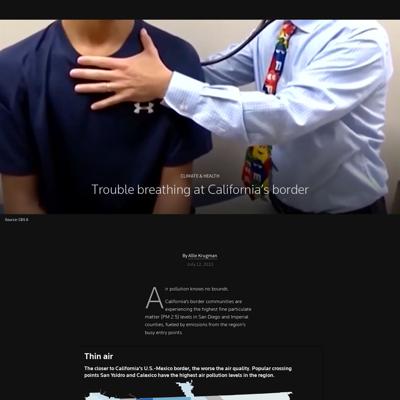 CLIMATE & HEALTH
Trouble breathing at California's border
Source: CBS 8
By Allie Krugman
July 12, 2023
Air pollution knows no bounds.
California's border communities are
experiencing the highest fine particulate
matter (PM 2.5) levels in San Diego and Imperial
counties, fueled by emissions from the region's
busy entry points
Thin air
The closer to California's U.S.-Mexico border, the worse the air quality. Popular crossing
points San Ysidro and Calexico have the highest air pollution levels in the region.